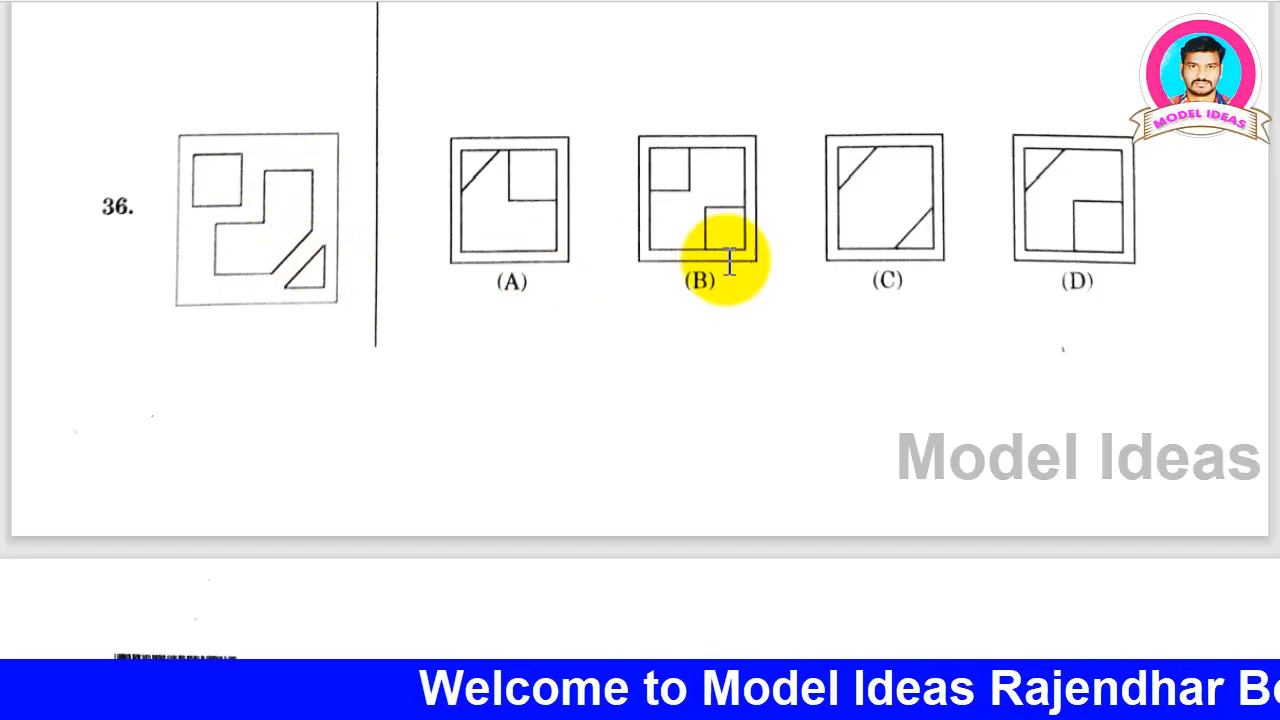 MODEL IDEAS
36.
(A) (B) (C) (D)
Model Ideas
Welcome to Model Ideas Rajendhar